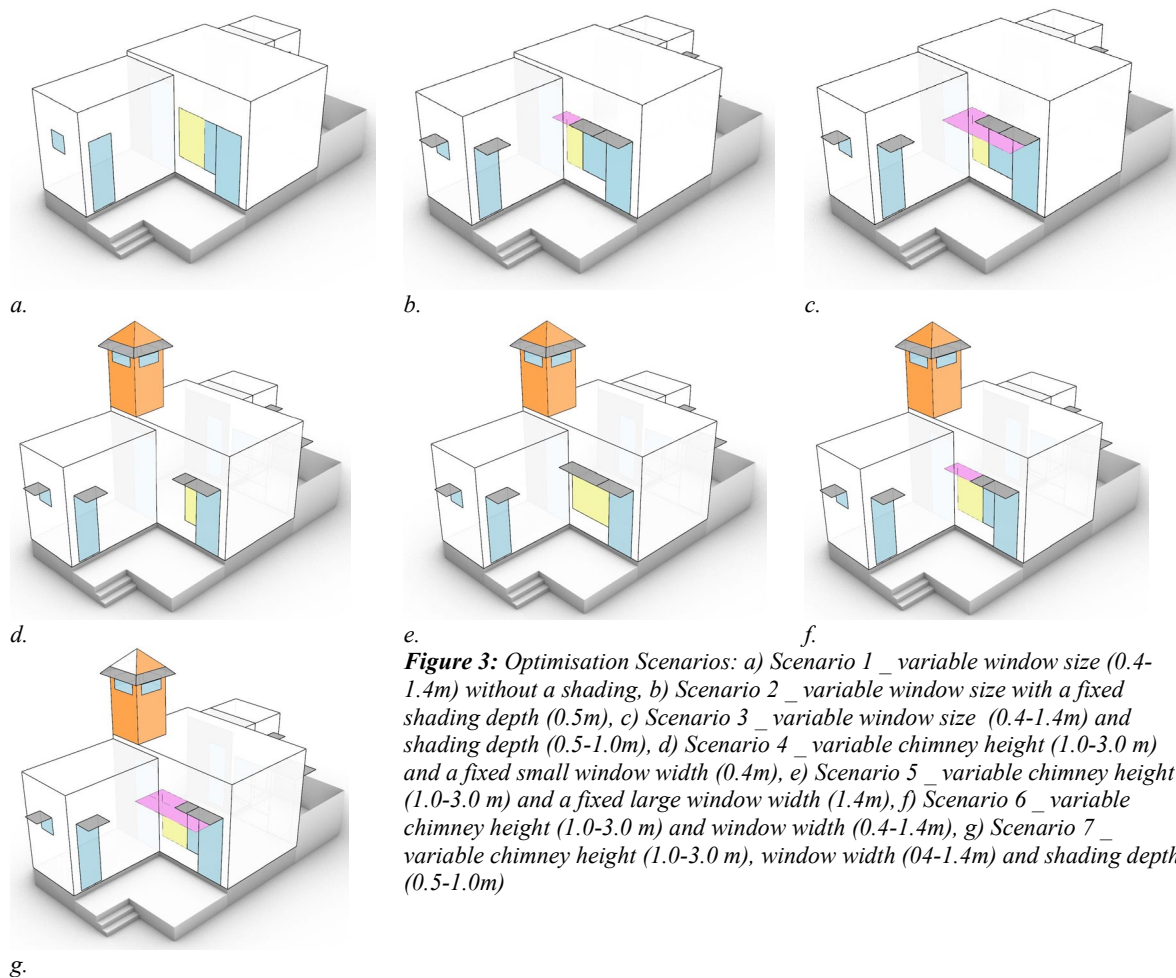 a.
b.
c.
d.
e.
f.
Figure 3: Optimisation Scenarios: a) Scenario 1 _ variable window size (0.4-
1.4m) without a shading, b) Scenario 2 _ variable window size with a fixed
shading depth (0.5m), c) Scenario 3 _ variable window size (0.4-1.4m) and
shading depth (0.5-1.0m), d) Scenario 4 _ variable chimney height (1.0-3.0 m)
and a fixed small window width (0.4m), e) Scenario 5 _ variable chimney height
(1.0-3.0 m) and a fixed large window width (1.4m), f) Scenario 6 _ variable
chimney height (1.0-3.0 m) and window width (0.4-1.4m), g) Scenario 7 _
variable chimney height (1.0-3.0 m), window width (04-1.4m) and shading depth
(0.5-1.0m)
g.